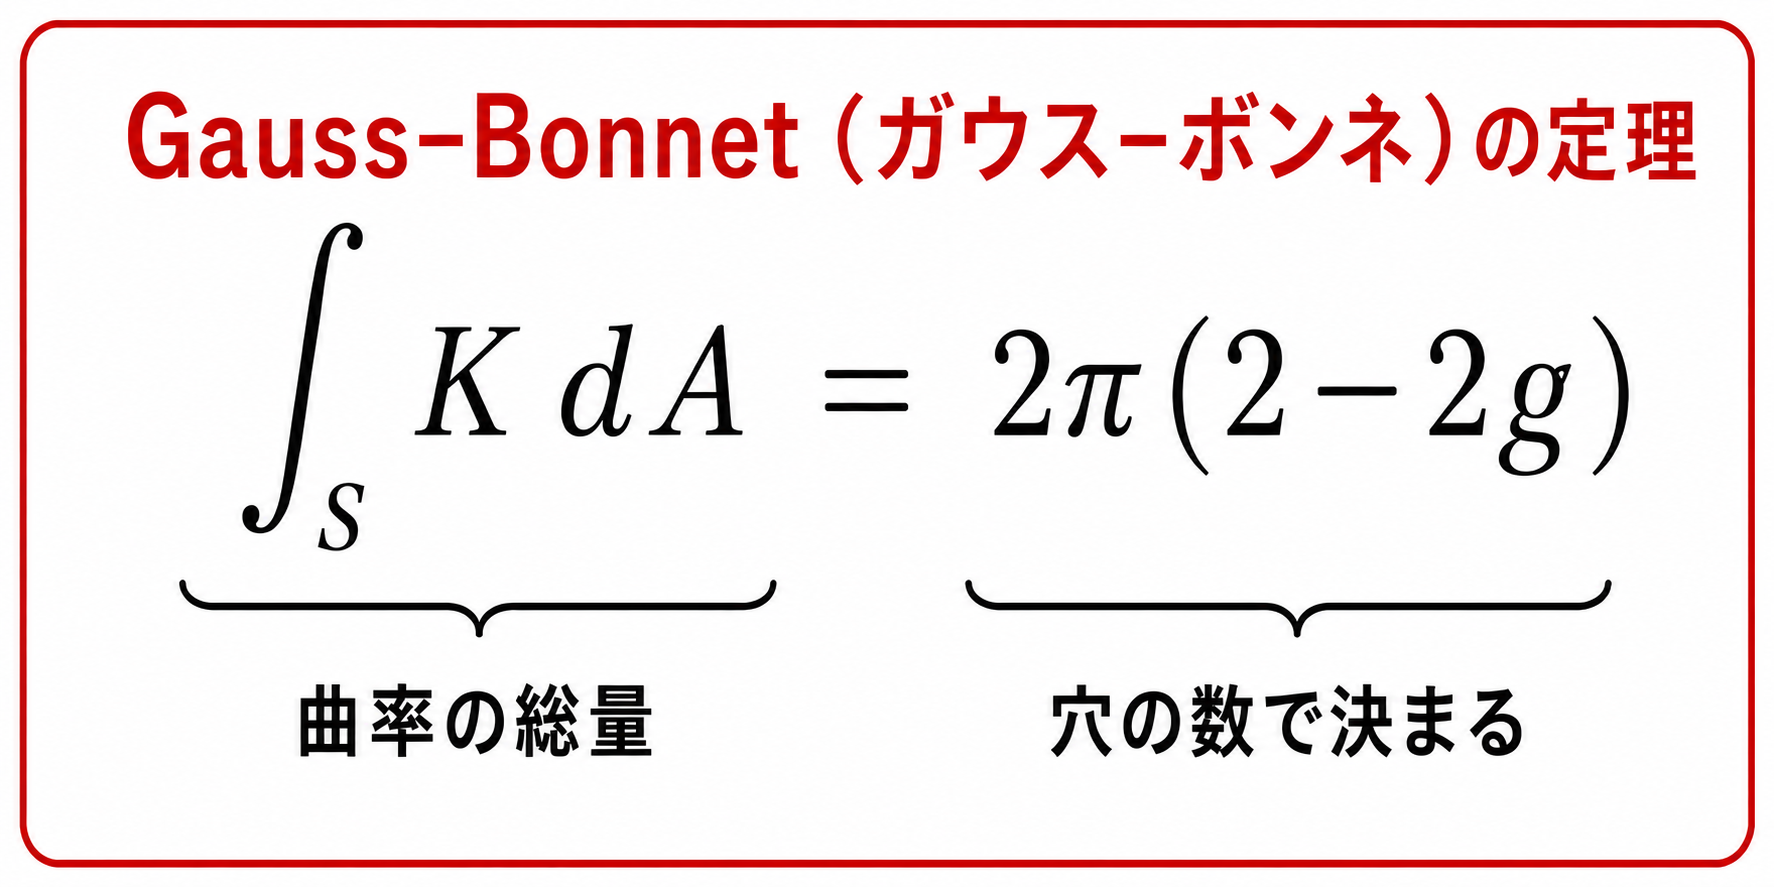 Gauss-Bonnet(ガウス-ボンネ)の定理
∫_S K dA = 2π(2-2g)
曲率の総量 穴の数で決まる